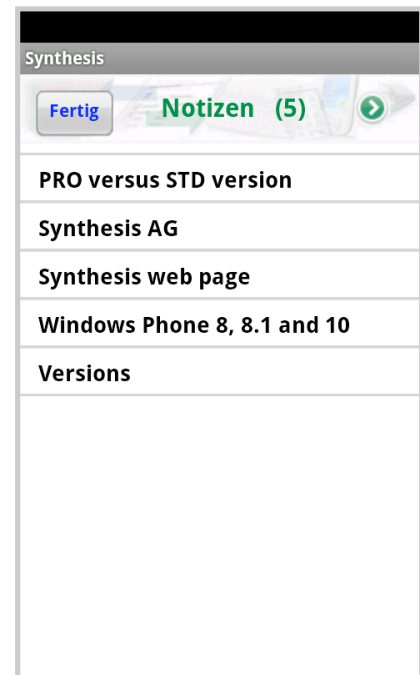 Synthesis
Fertig Notizen (5)
PRO versus STD version
Synthesis AG
Synthesis web page
Windows Phone 8, 8.1 and 10
Versions